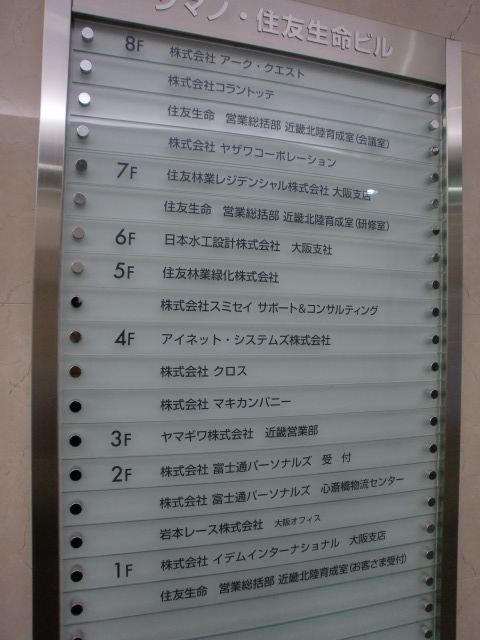 シマノ・住友生命ビル
8F 株式会社 アーク・クエスト
株式会社コラントッテ
住友生命 営業総括部 近畿北陸育成室(会議室)
株式会社 ヤザワコーポレーション
7F 住友林業レジデンシャル株式会社 大阪支店
住友生命 営業総括部 近畿北陸育成室(研修室)
6F 日本水工設計株式会社 大阪支社
5F 住友林業緑化株式会社
株式会社スミセイ サポート&コンサルティング
4F アイネット・システムズ株式会社
株式会社 クロス
株式会社 マキカンパニー
3F ヤマギワ株式会社 近畿営業部
2F 株式会社 富士通パーソナルズ 受 付
株式会社 富士通パーソナルズ 心斎橋物流センター
岩本レース株式会社 大阪オフィス
1F 株式会社 イデムインターナショナル 大阪支店
住友生命 営業総括部 近畿北陸育成室(お客さま受付)